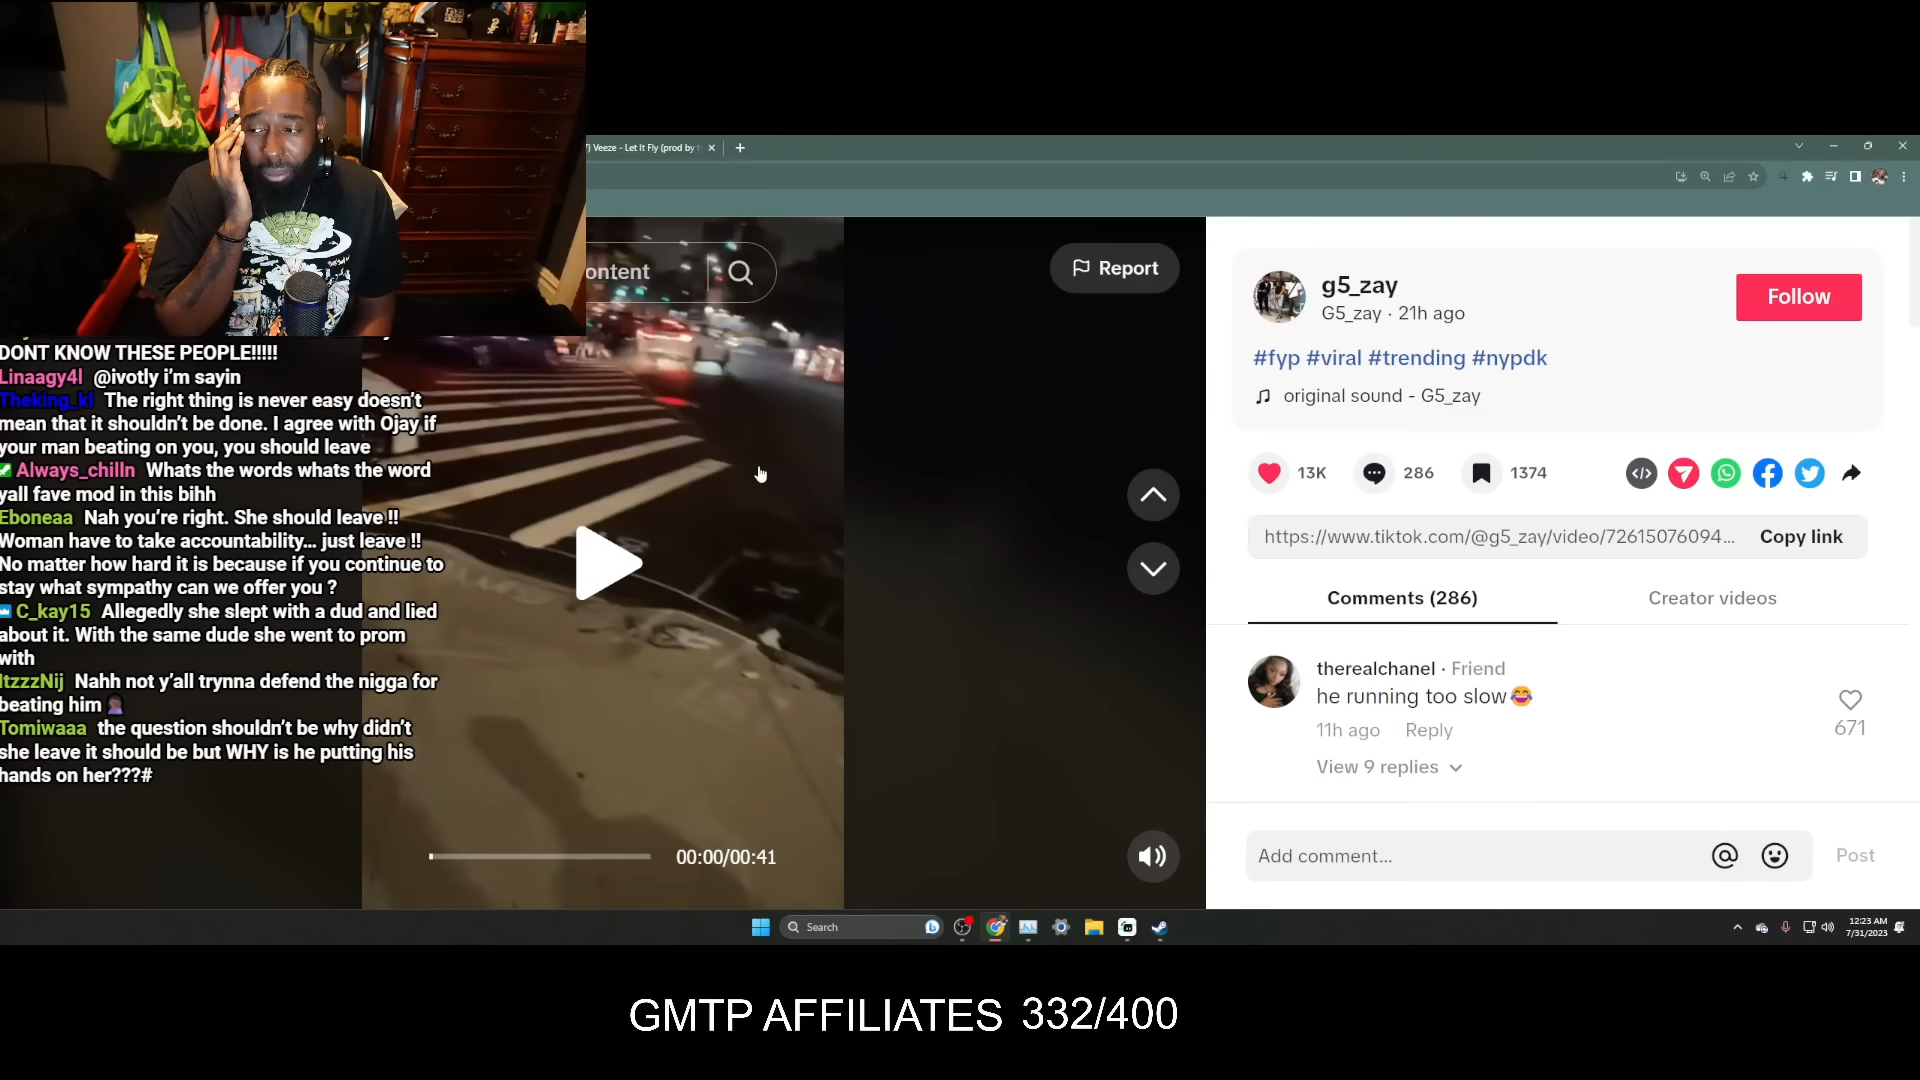 ) Veeze - Let It Fly (prod by
ontent
Report
g5_zay
G5_zay · 21h ago
Follow
#fyp #viral #trending #nypdk
original sound - G5_zay
DONT KNOW THESE PEOPLE!!!!!
Linaagy4l @ivotly i'm sayin
Theking_kl The right thing is never easy doesn't
mean that it shouldn't be done. I agree with Ojay if
your man beating on you, you should leave
Always_chilln Whats the words whats the word
yall fave mod in this bihh
Eboneaa Nah you're right. She should leave !!
Woman have to take accountability... just leave !!
No matter how hard it is because if you continue to
stay what sympathy can we offer you ?
C_kay15 Allegedly she slept with a dud and lied
about it. With the same dude she went to prom
with
ItzzzNij Nahh not y'all trynna defend the nigga for
beating him
Tomiwaaa the question shouldn't be why didn't
she leave it should be but WHY is he putting his
hands on her???#
13K
286
1374
https://www.tiktok.com/@g5_zay/video/72615076094...
Copy link
Comments (286)
Creator videos
therealchanel · Friend
he running too slow😂
11h ago
Reply
671
View 9 replies
00:00/00:41
Add comment...
Post
Search
12:23 AM
7/31/2023
GMTP AFFILIATES 332/400